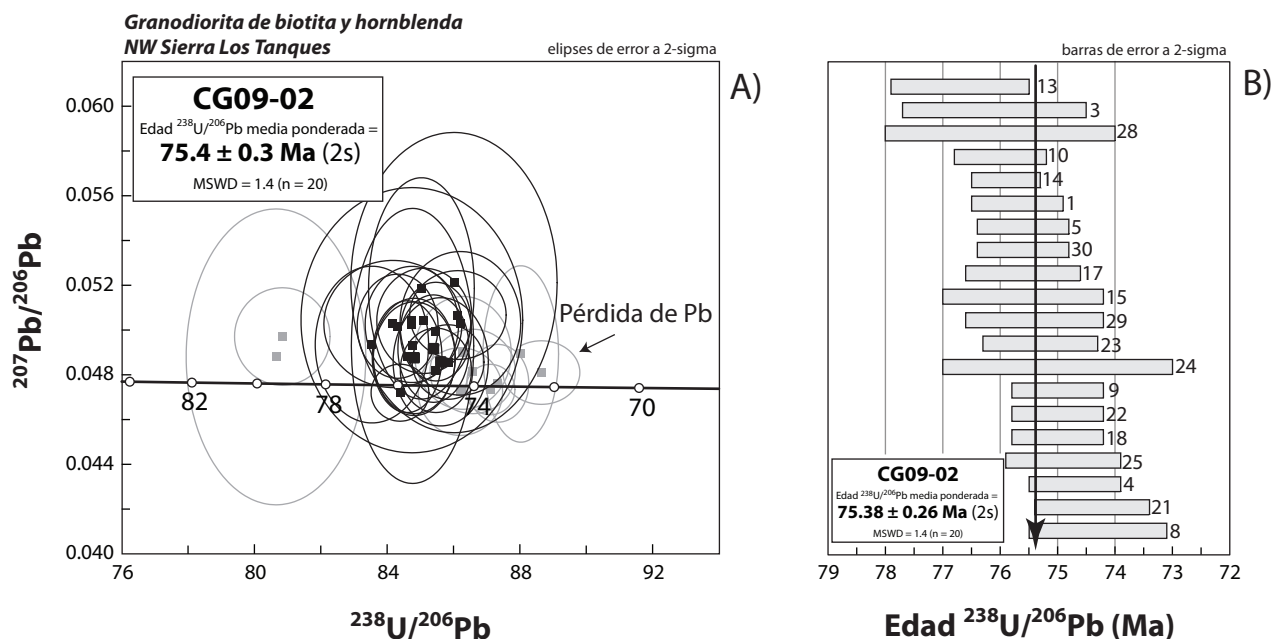 Granodiorita de biotita y hornblenda
NW Sierra Los Tanques
elipses de error a 2-sigma
A)
CG09-02
Edad ²³⁸U/²⁰⁶Pb media ponderada =
75.4 ± 0.3 Ma (2s)
MSWD = 1.4 (n = 20)
0.060
0.056
0.052
0.048
0.044
0.040
²⁰⁷Pb/²⁰⁶Pb
Pérdida de Pb
82
78
74
70
76
80
84
88
92
²³⁸U/²⁰⁶Pb
barras de error a 2-sigma
B)
13
3
28
10
14
1
5
30
17
15
29
23
24
9
22
18
25
4
21
8
CG09-02
Edad ²³⁸U/²⁰⁶Pb media ponderada =
75.38 ± 0.26 Ma (2s)
MSWD = 1.4 (n = 20)
79
78
77
76
75
74
73
72
Edad ²³⁸U/²⁰⁶Pb (Ma)